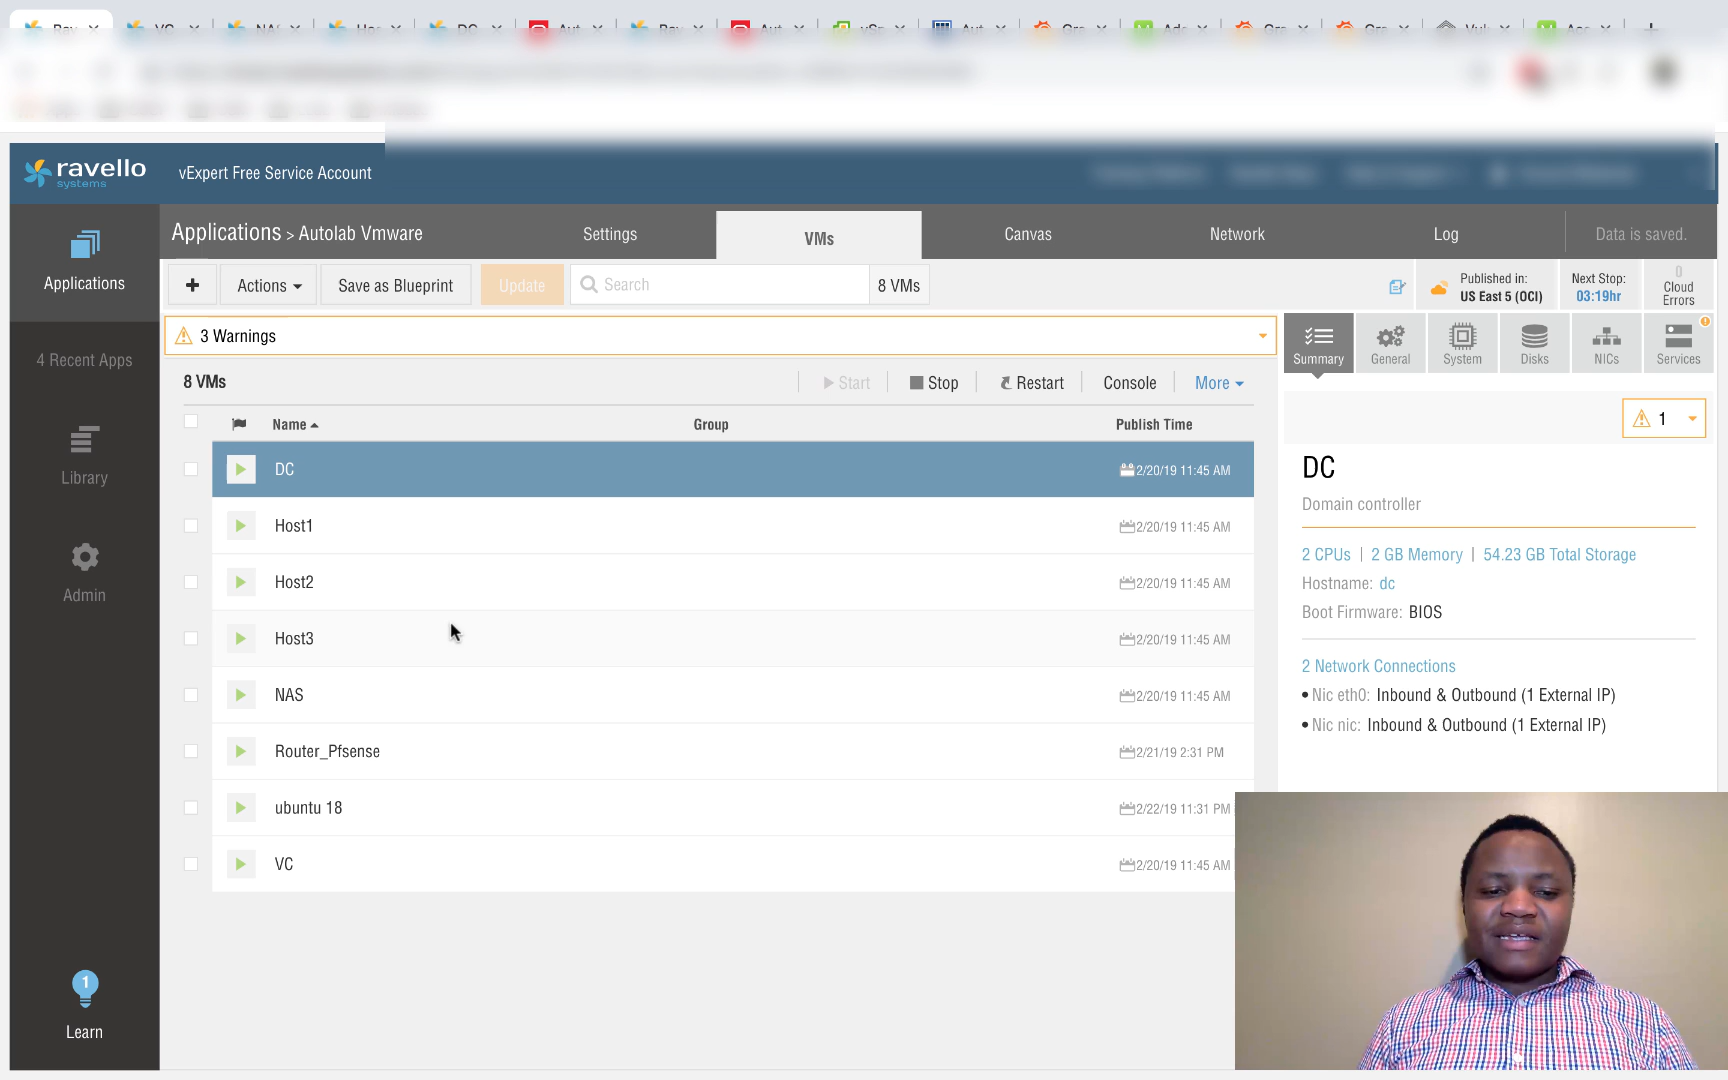 ravello
systems
vExpert Free Service Account
Applications > Autolab Vmware
Settings
VMs
Canvas
Network
Log
Data is saved.
Applications
4 Recent Apps
Library
Admin
1
Learn
+
Actions
Save as Blueprint
Update
Search
8 VMs
Published in:
US East 5 (OCI)
Next Stop:
03:19hr
0
Cloud
Errors
3 Warnings
Summary
General
System
Disks
NICs
Services
8 VMs
Start
Stop
Restart
Console
More
Name
Group
Publish Time
DC 2/20/19 11:45 AM
Host1 2/20/19 11:45 AM
Host2 2/20/19 11:45 AM
Host3 2/20/19 11:45 AM
NAS 2/20/19 11:45 AM
Router_Pfsense 2/21/19 2:31 PM
ubuntu 18 2/22/19 11:31 PM
VC 2/20/19 11:45 AM
1
DC
Domain controller
2 CPUs | 2 GB Memory | 54.23 GB Total Storage
Hostname: dc
Boot Firmware: BIOS
2 Network Connections
• Nic eth0: Inbound & Outbound (1 External IP)
• Nic nic: Inbound & Outbound (1 External IP)